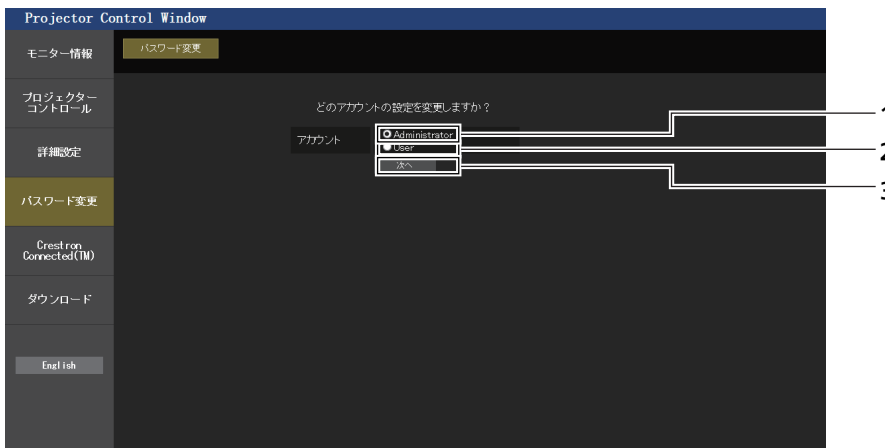 Projector Control Window
モニター情報
パスワード変更
プロジェクター
コントロール
どのアカウントの設定を変更しますか？
アカウント
Administrator
1
User
2
次へ
3
詳細設定
パスワード変更
Crestron
Connected(TM)
ダウンロード
English